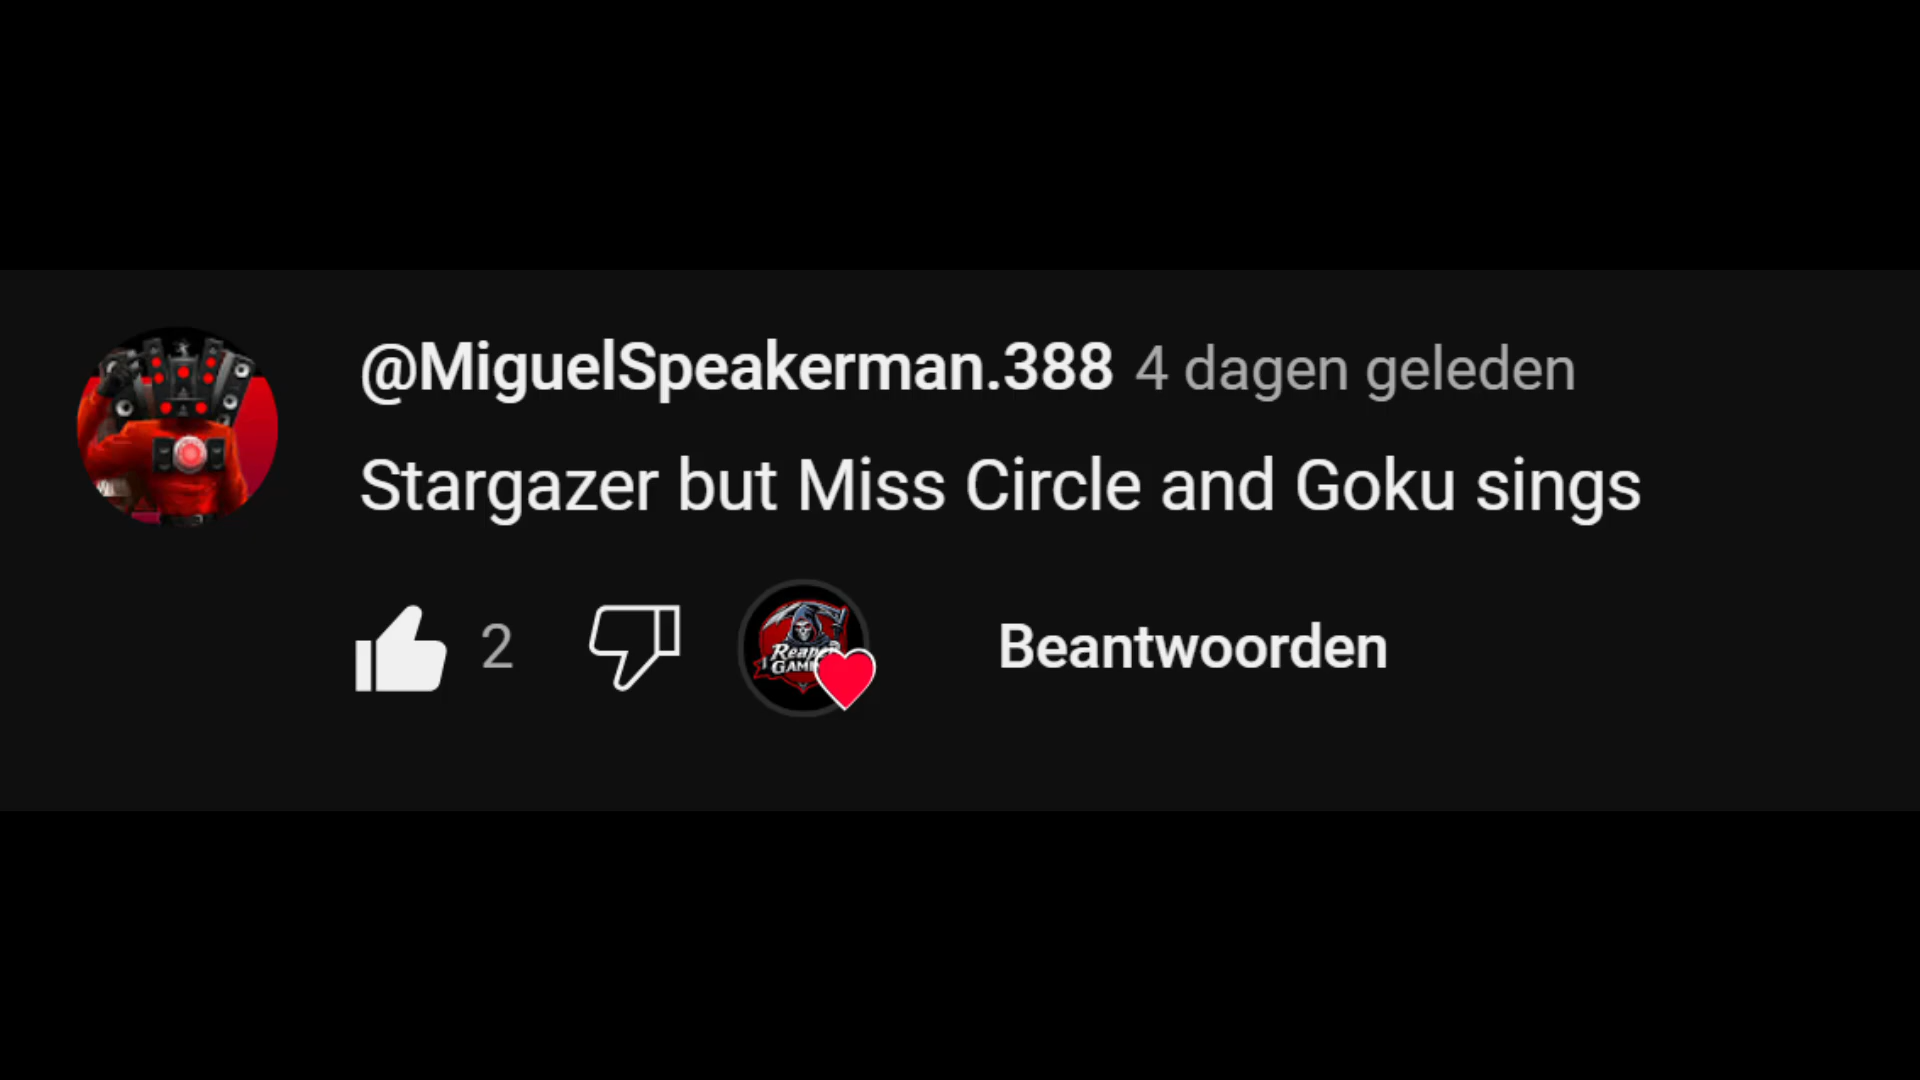 @MiguelSpeakerman.388 4 dagen geleden
Stargazer but Miss Circle and Goku sings
2
Beantwoorden